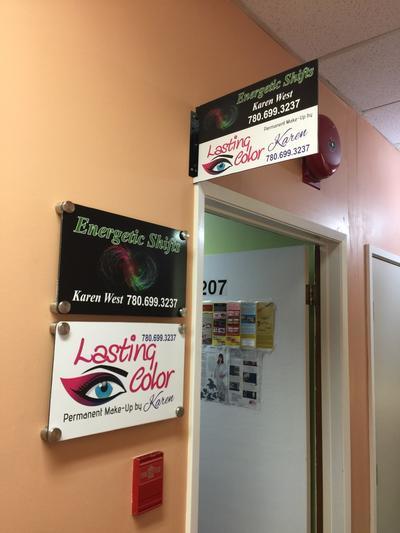 Energetic Shifts
Karen West
780.699.3237
Permanent Make-Up by
Lasting
Color
Karen
780.699.3237
Energetic Shifts
Karen West 780.699.3237
780.699.3237
Lasting
Color
Permanent Make-Up by Karen
207